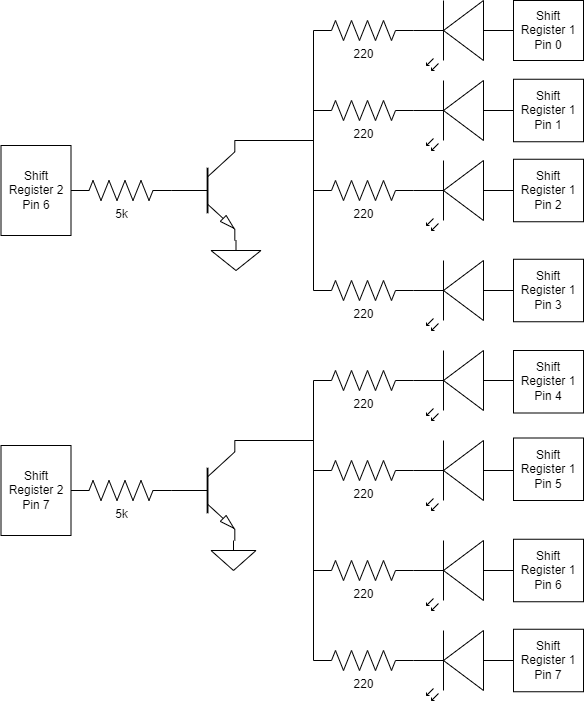 Shift
Register 1
Pin 0
220
Shift
Register 1
Pin 1
220
Shift
Register 2
Pin 6
5k
Shift
Register 1
Pin 2
220
Shift
Register 1
Pin 3
220
Shift
Register 1
Pin 4
220
Shift
Register 2
Pin 7
5k
Shift
Register 1
Pin 5
220
Shift
Register 1
Pin 6
220
Shift
Register 1
Pin 7
220